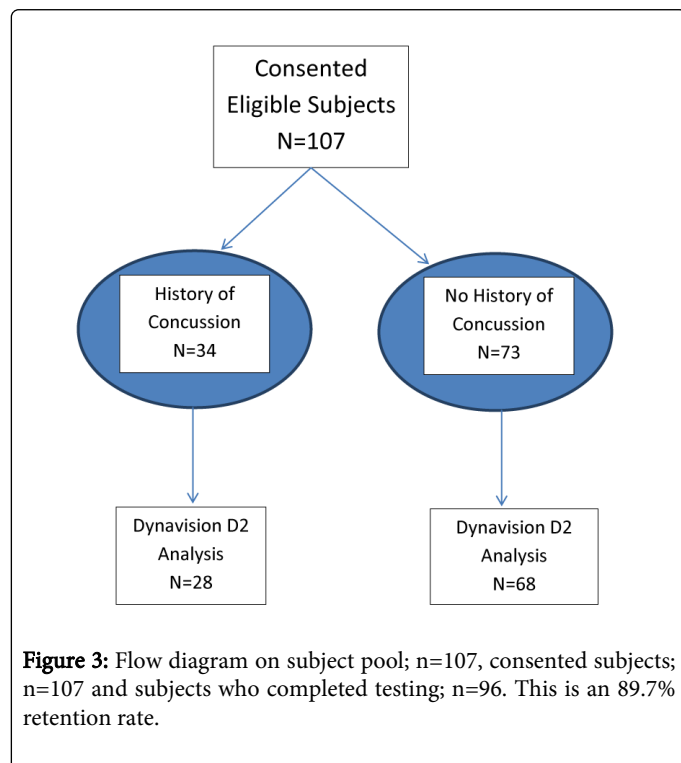 Consented
Eligible Subjects
N=107
History of
Concussion
N=34
No History of
Concussion
N=73
Dynavision D2
Analysis
N=28
Dynavision D2
Analysis
N=68
Figure 3: Flow diagram on subject pool; n=107, consented subjects;
n=107 and subjects who completed testing; n=96. This is an 89.7%
retention rate.